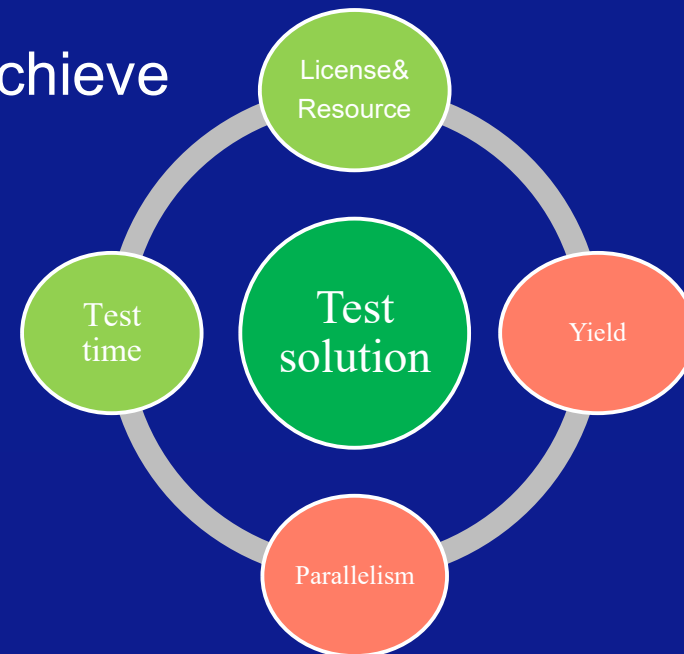 chieve
License&
Resource
Test
time
Test
solution
Yield
Parallelism